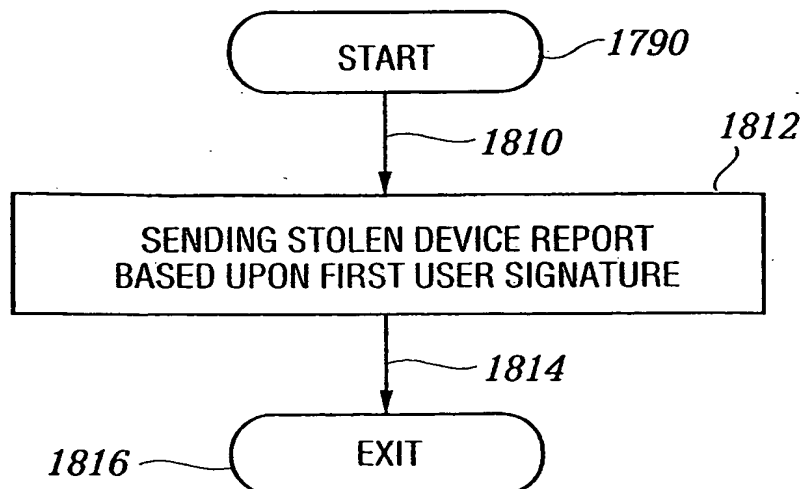 START
1790
1810
1812
SENDING STOLEN DEVICE REPORT
BASED UPON FIRST USER SIGNATURE
1814
EXIT
1816